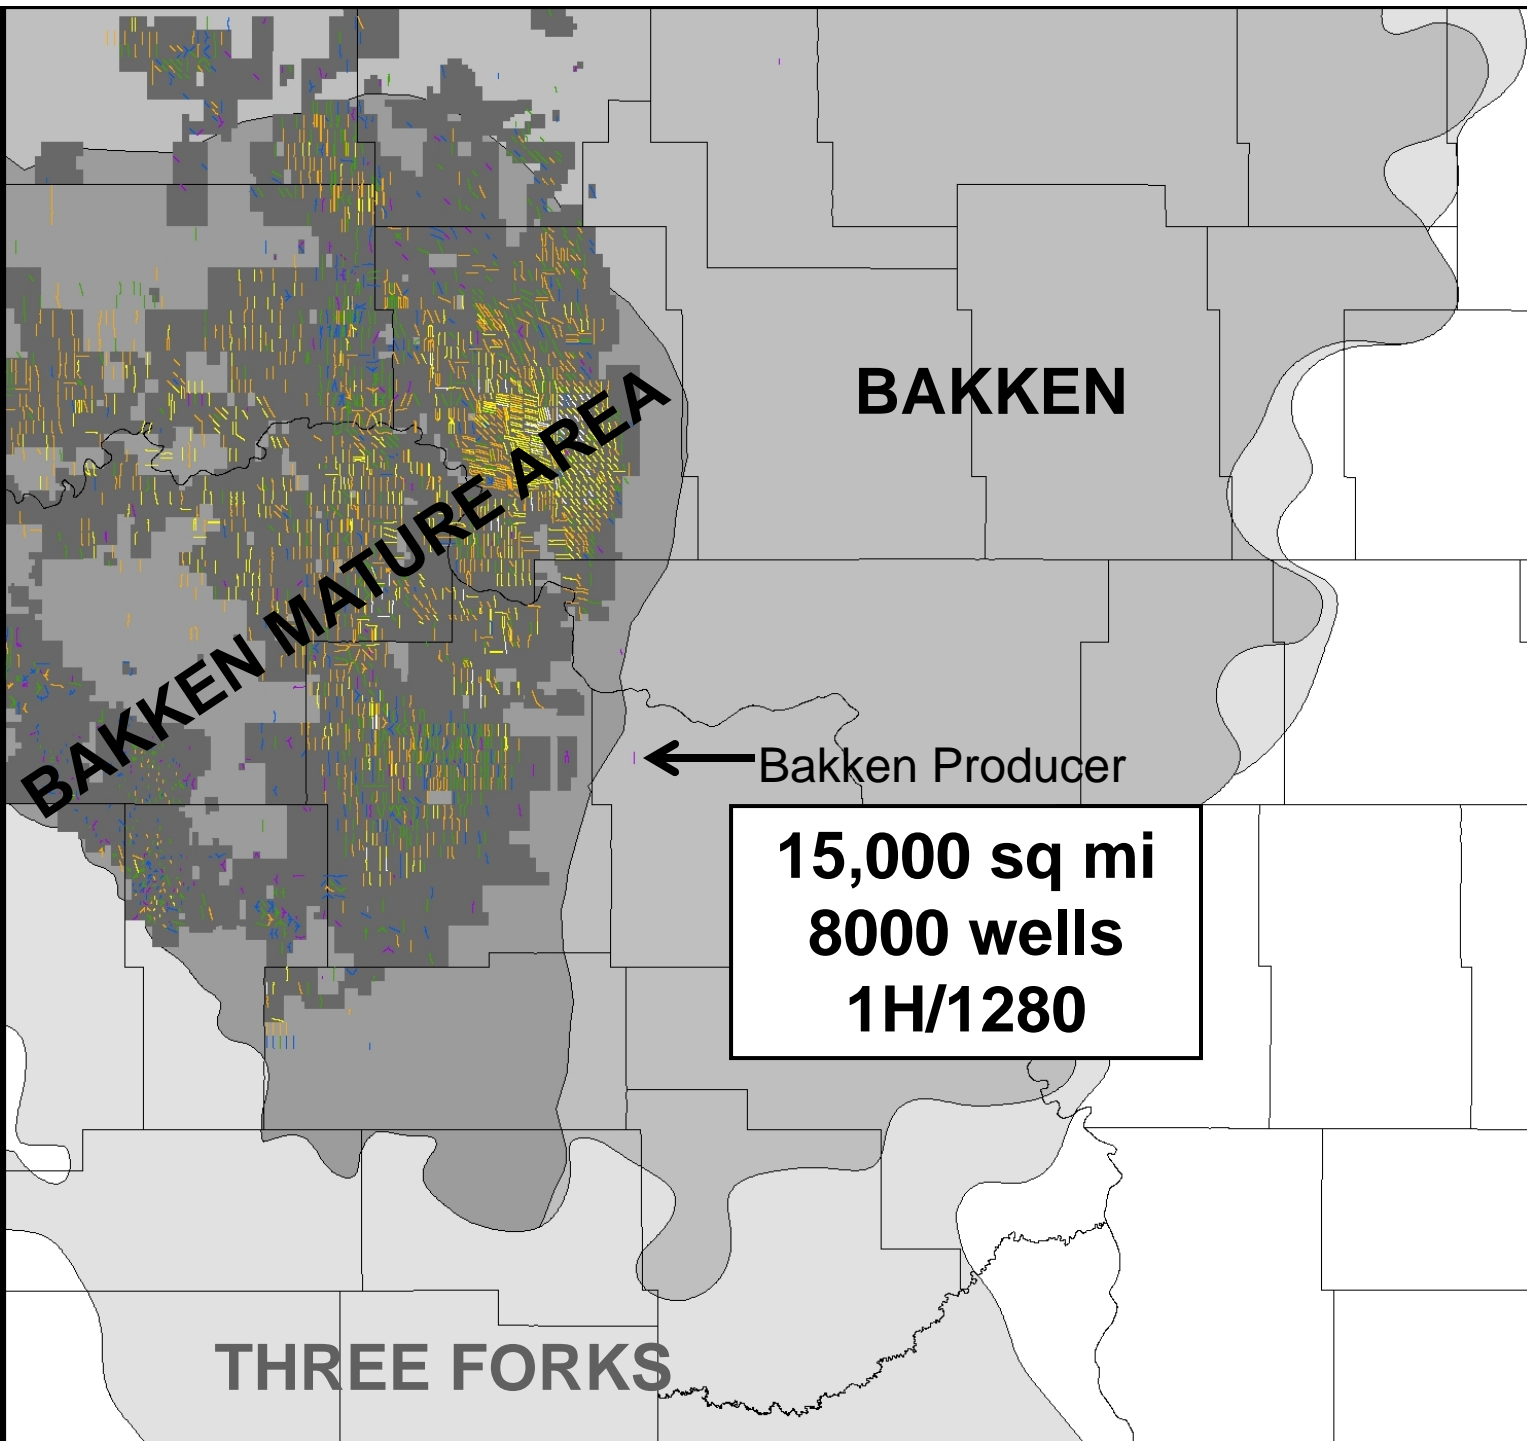 BAKKEN
BAKKEN MATURE AREA
Bakken Producer
15,000 sq mi
8000 wells
1H/1280
THREE FORKS